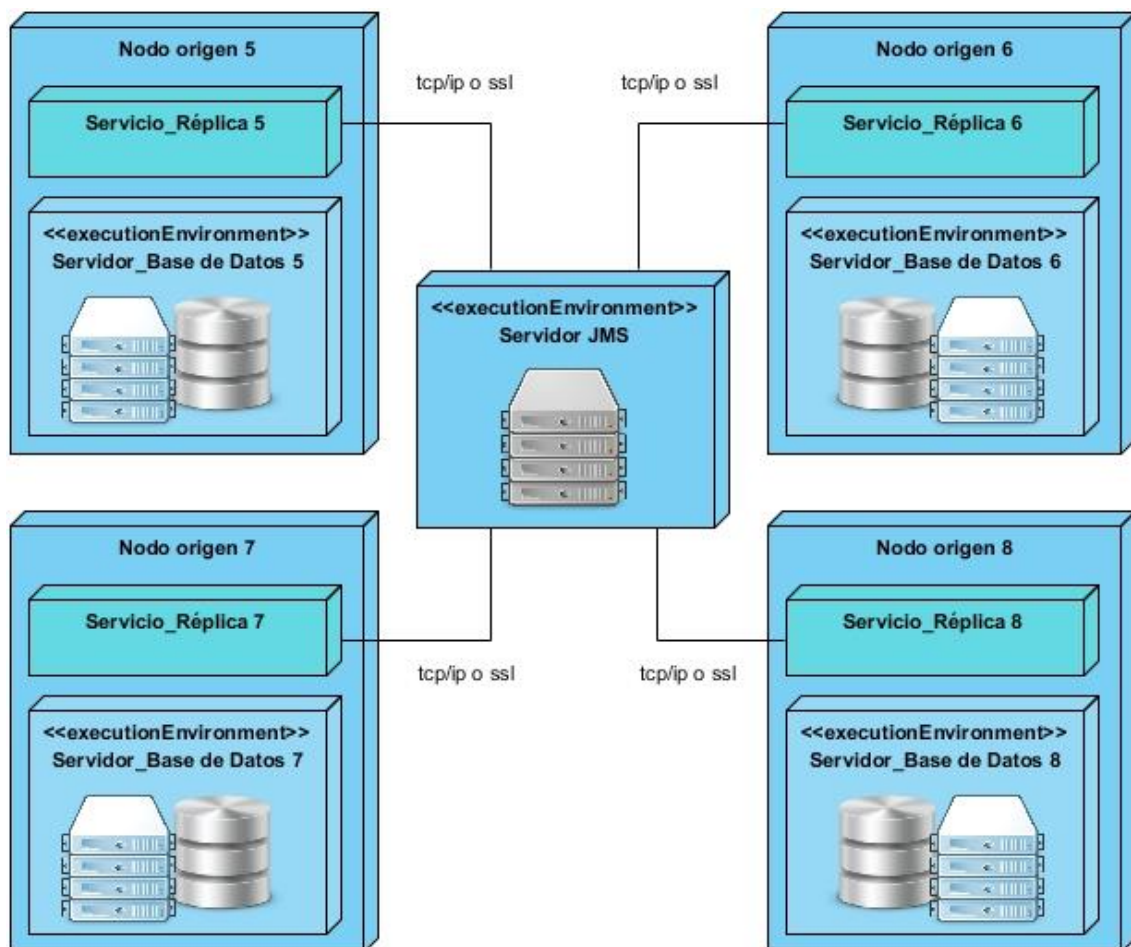 Nodo origen 5
Servicio_Réplica 5
<<executionEnvironment>>
Servidor_Base de Datos 5
tcp/ip o ssl
tcp/ip o ssl
Nodo origen 6
Servicio_Réplica 6
<<executionEnvironment>>
Servidor_Base de Datos 6
<<executionEnvironment>>
Servidor JMS
Nodo origen 7
Servicio_Réplica 7
<<executionEnvironment>>
Servidor_Base de Datos 7
tcp/ip o ssl
tcp/ip o ssl
Nodo origen 8
Servicio_Réplica 8
<<executionEnvironment>>
Servidor_Base de Datos 8